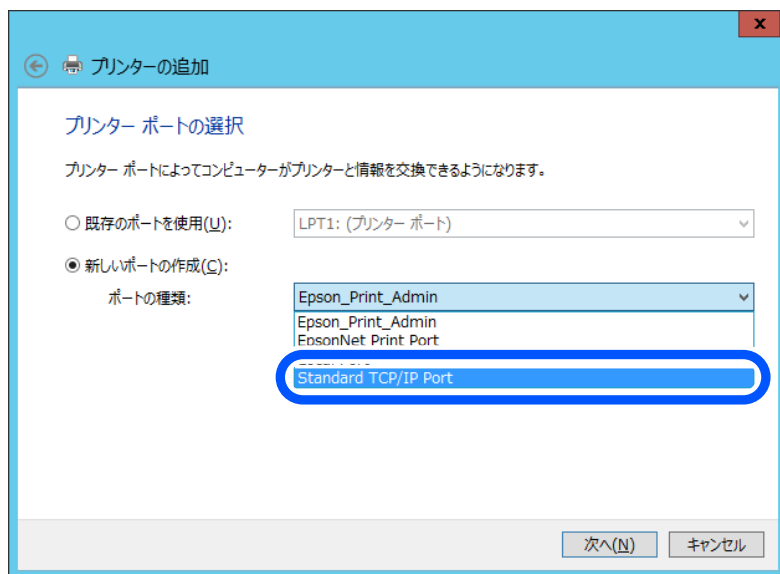 x
プリンターの追加
プリンター ポートの選択
プリンター ポートによってコンピューターがプリンターと情報を交換できるようになります。
既存のポートを使用(U): LPT1: (プリンター ポート)
新しいポートの作成(C):
ポートの種類: Epson_Print_Admin
Epson_Print_Admin
EpsonNet Print Port
Standard TCP/IP Port
次へ(N) キャンセル